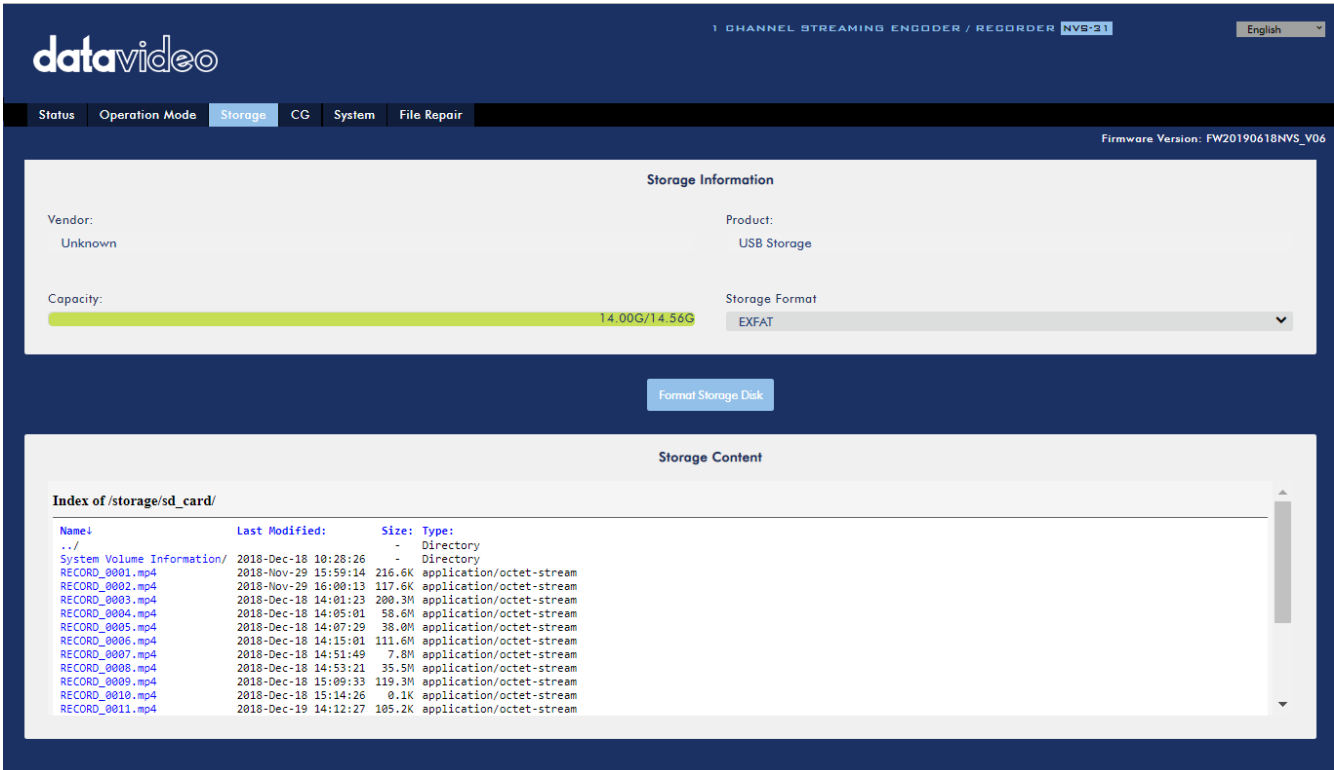 1 CHANNEL STREAMING ENCODER / RECORDER NVS-31
English
datavideo
Status Operation Mode Storage CG System File Repair
Firmware Version: FW20190618NVS_V06
Storage Information
Vendor: Product:
Unknown USB Storage
Capacity: Storage Format
14.00G/14.56G EXFAT
Format Storage Disk
Storage Content
Index of /storage/sd_card/
Name↓ Last Modified: Size: Type:
../ - Directory
System Volume Information/ 2018-Dec-18 10:28:26 - Directory
RECORD_0001.mp4 2018-Nov-29 15:59:14 216.6K application/octet-stream
RECORD_0002.mp4 2018-Nov-29 16:00:13 117.6K application/octet-stream
RECORD_0003.mp4 2018-Dec-18 14:01:23 200.3M application/octet-stream
RECORD_0004.mp4 2018-Dec-18 14:05:01 58.6M application/octet-stream
RECORD_0005.mp4 2018-Dec-18 14:07:29 38.0M application/octet-stream
RECORD_0006.mp4 2018-Dec-18 14:15:01 111.6M application/octet-stream
RECORD_0007.mp4 2018-Dec-18 14:51:49 7.8M application/octet-stream
RECORD_0008.mp4 2018-Dec-18 14:53:21 35.5M application/octet-stream
RECORD_0009.mp4 2018-Dec-18 15:09:33 119.3M application/octet-stream
RECORD_0010.mp4 2018-Dec-18 15:14:26 0.1K application/octet-stream
RECORD_0011.mp4 2018-Dec-19 14:12:27 105.2K application/octet-stream